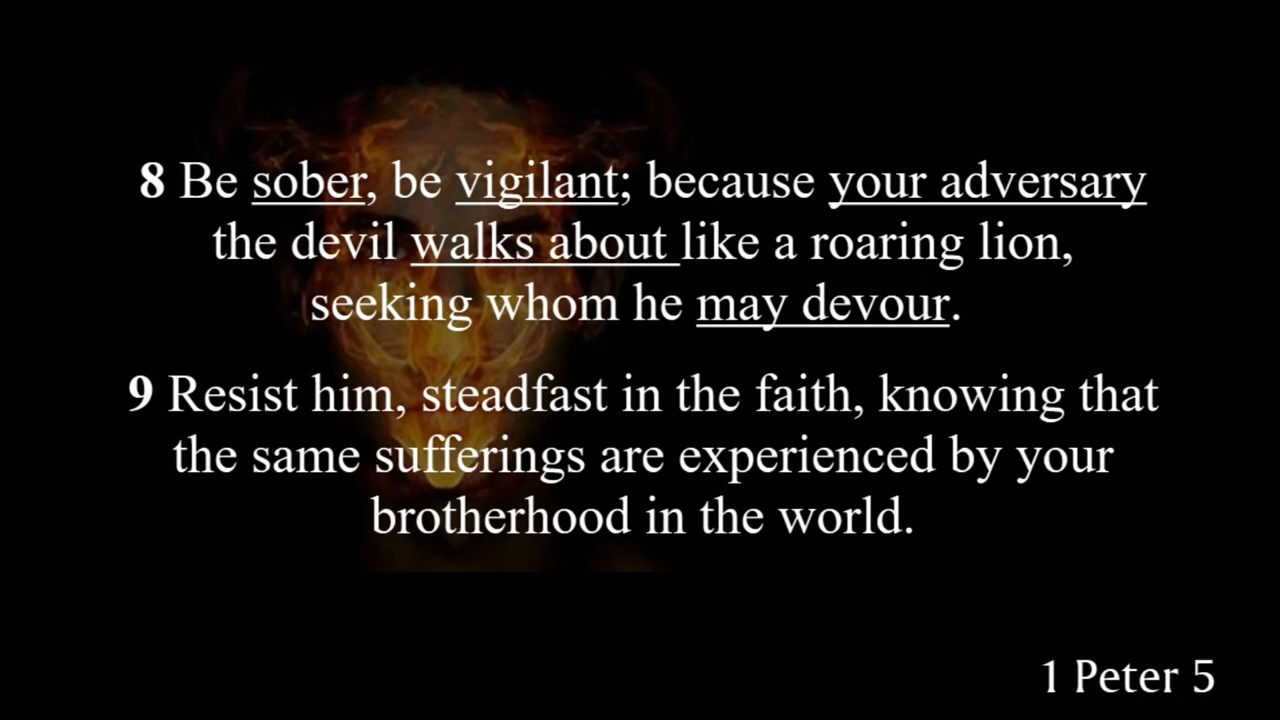 8 Be sober, be vigilant; because your adversary
the devil walks about like a roaring lion,
seeking whom he may devour.
9 Resist him, steadfast in the faith, knowing that
the same sufferings are experienced by your
brotherhood in the world.
1 Peter 5